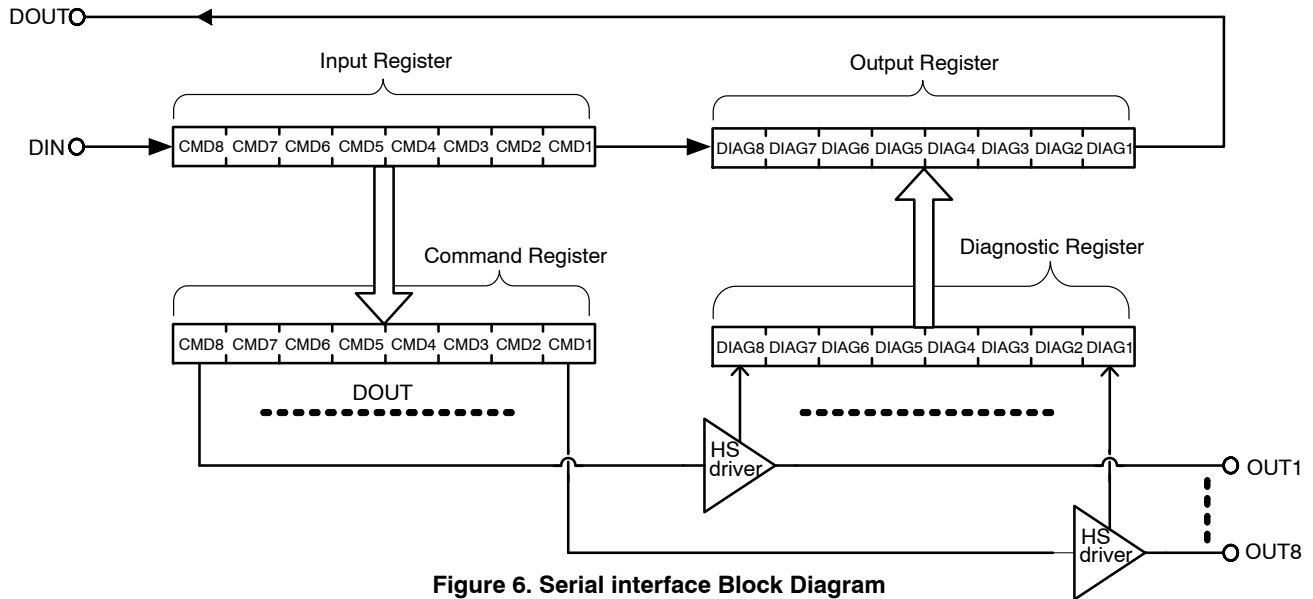 DOUT
Input Register
Output Register
DIN
CMD8 CMD7 CMD6 CMD5 CMD4 CMD3 CMD2 CMD1
DIAG8 DIAG7 DIAG6 DIAG5 DIAG4 DIAG3 DIAG2 DIAG1
Command Register
Diagnostic Register
CMD8 CMD7 CMD6 CMD5 CMD4 CMD3 CMD2 CMD1
DIAG8 DIAG7 DIAG6 DIAG5 DIAG4 DIAG3 DIAG2 DIAG1
DOUT
HS
driver
OUT1
HS
driver
OUT8
Figure 6. Serial interface Block Diagram